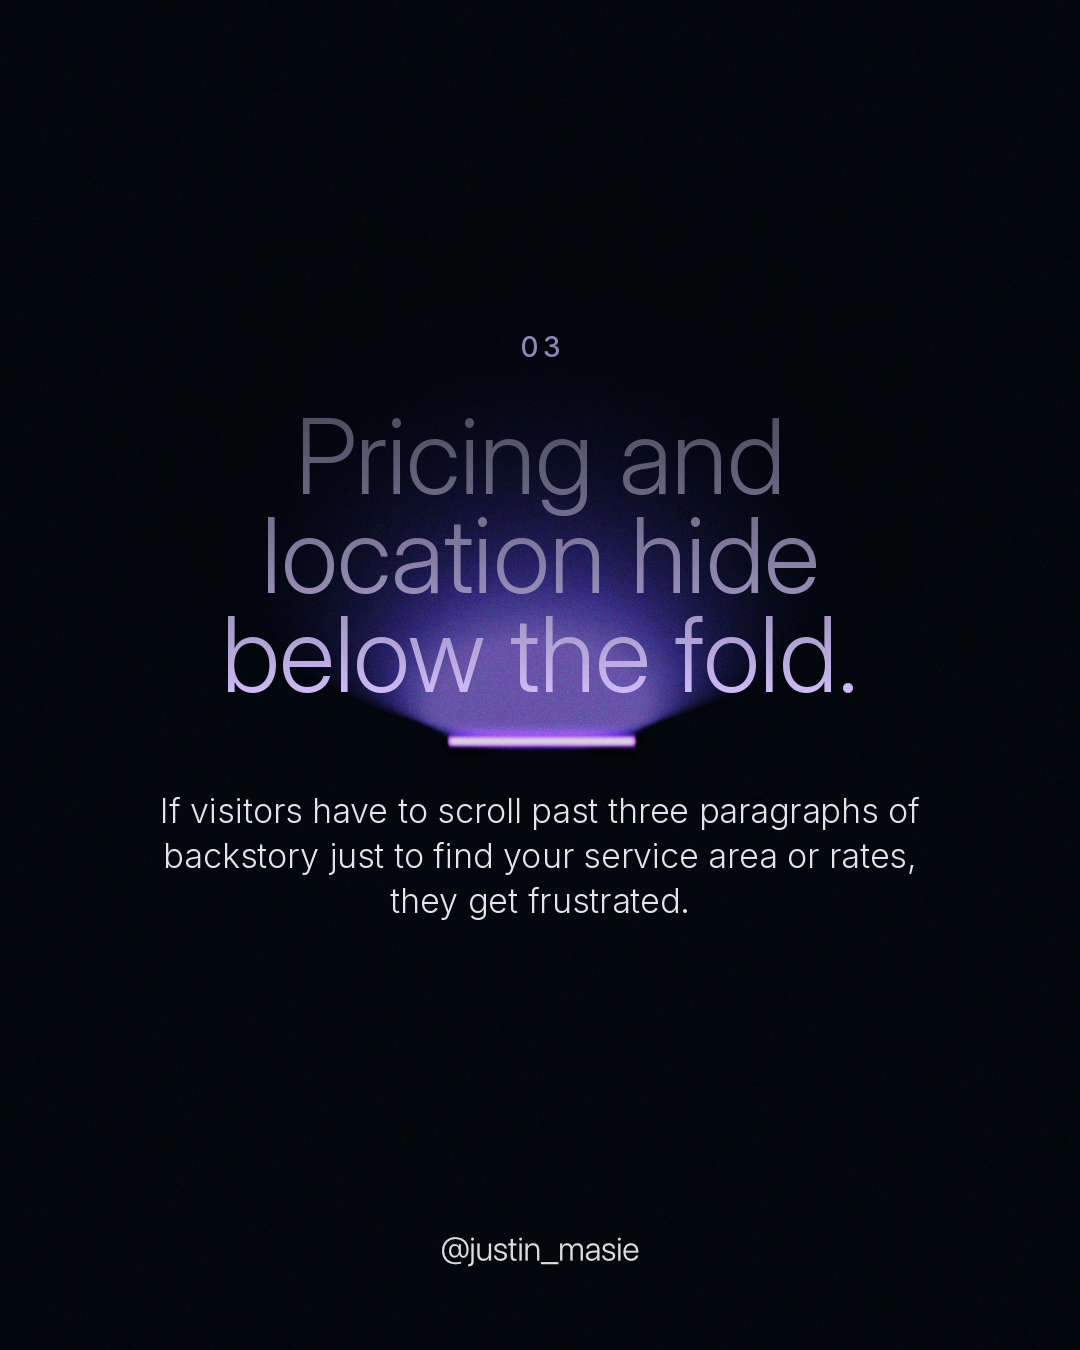 03
Pricing and
location hide
below the fold.
If visitors have to scroll past three paragraphs of
backstory just to find your service area or rates,
they get frustrated.
@justin_masie